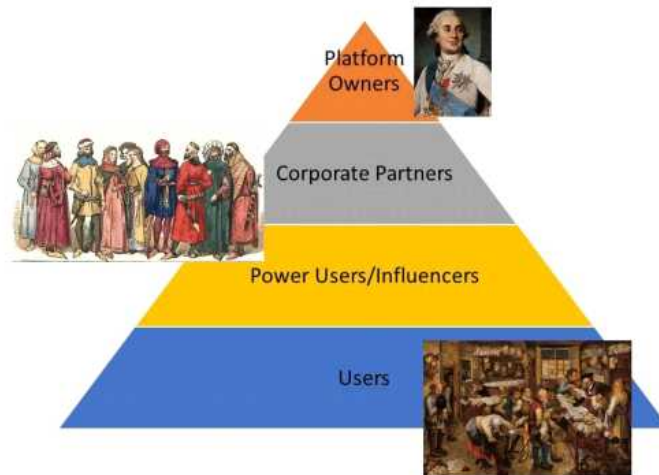 Platform
Owners
Corporate Partners
Power Users/Influencers
Users